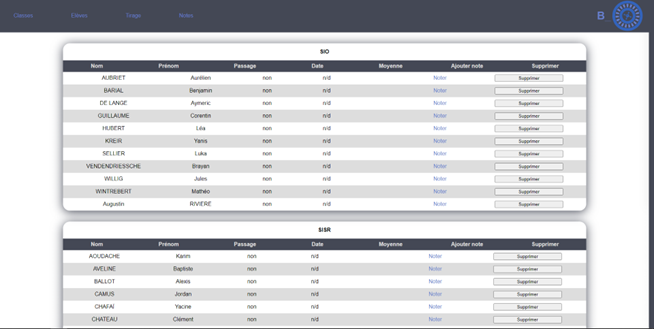 Classes Elèves Tirage Notes B
SIO
Nom Prénom Passage Date Moyenne Ajouter note Supprimer
AUBRIET Aurélien non n/d Noter Supprimer
BARIAL Benjamin non n/d Noter Supprimer
DE LANGE Aymeric non n/d Noter Supprimer
GUILLAUME Corentin non n/d Noter Supprimer
HUBERT Léa non n/d Noter Supprimer
KREIR Yanis non n/d Noter Supprimer
SELLIER Luka non n/d Noter Supprimer
VENDENDRIESSCHE Brayan non n/d Noter Supprimer
WILLIG Jules non n/d Noter Supprimer
WINTREBERT Mathéo non n/d Noter Supprimer
Augustin RIVIÈRE non n/d Noter Supprimer
SISR
Nom Prénom Passage Date Moyenne Ajouter note Supprimer
AOUDACHE Karim non n/d Noter Supprimer
AVELINE Baptiste non n/d Noter Supprimer
BALLOT Alexis non n/d Noter Supprimer
CAMUS Jordan non n/d Noter Supprimer
CHAFAÏ Yacine non n/d Noter Supprimer
CHATEAU Clément non n/d Noter Supprimer